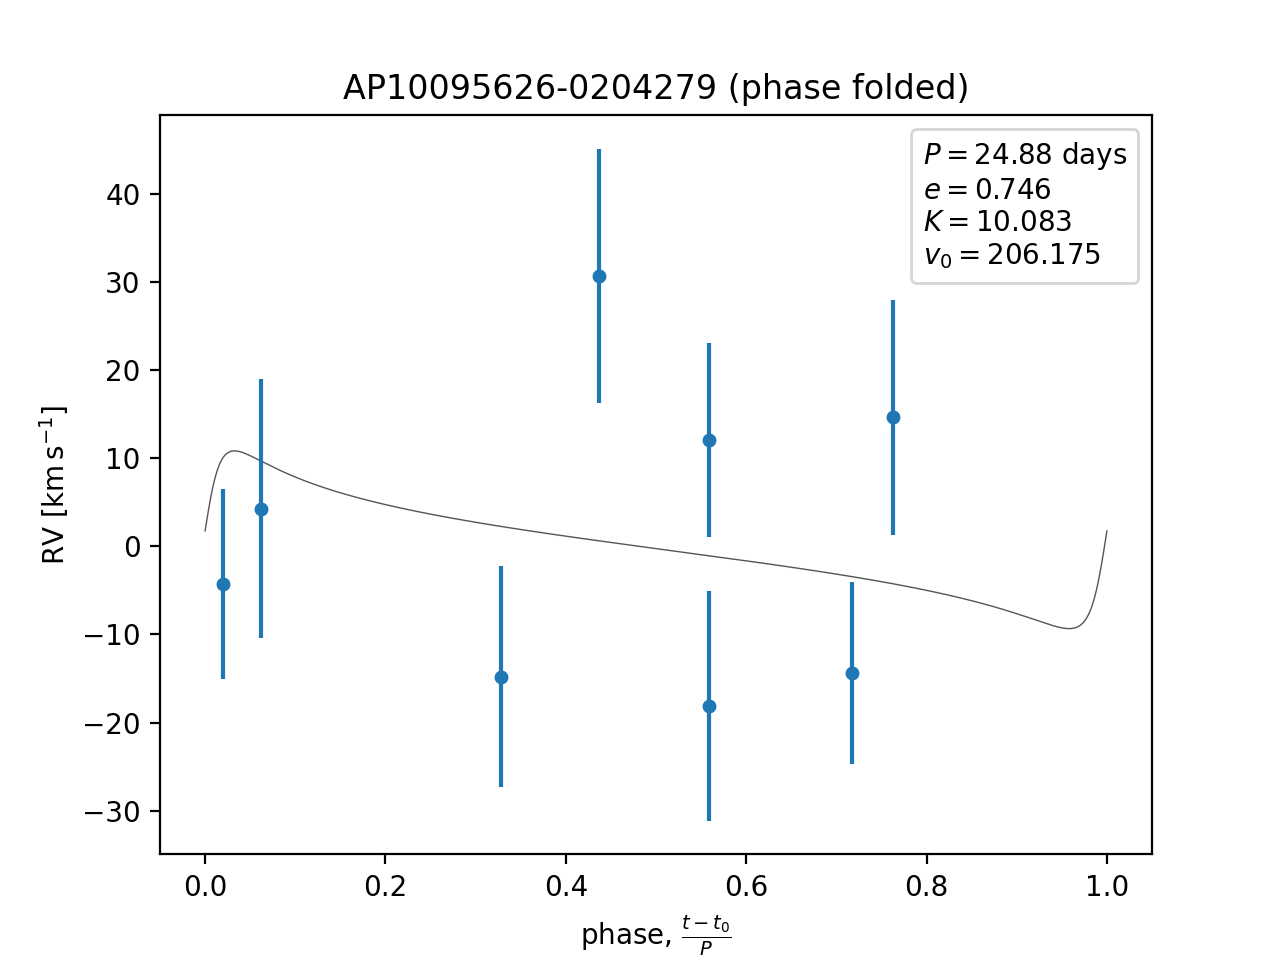 AP10095626-0204279 (phase folded)
P = 24.88 days
e = 0.746
K = 10.083
v₀ = 206.175
RV [km s⁻¹]
40
30
20
10
0
−10
−20
−30
0.0 0.2 0.4 0.6 0.8 1.0
phase, (t − t₀)/P